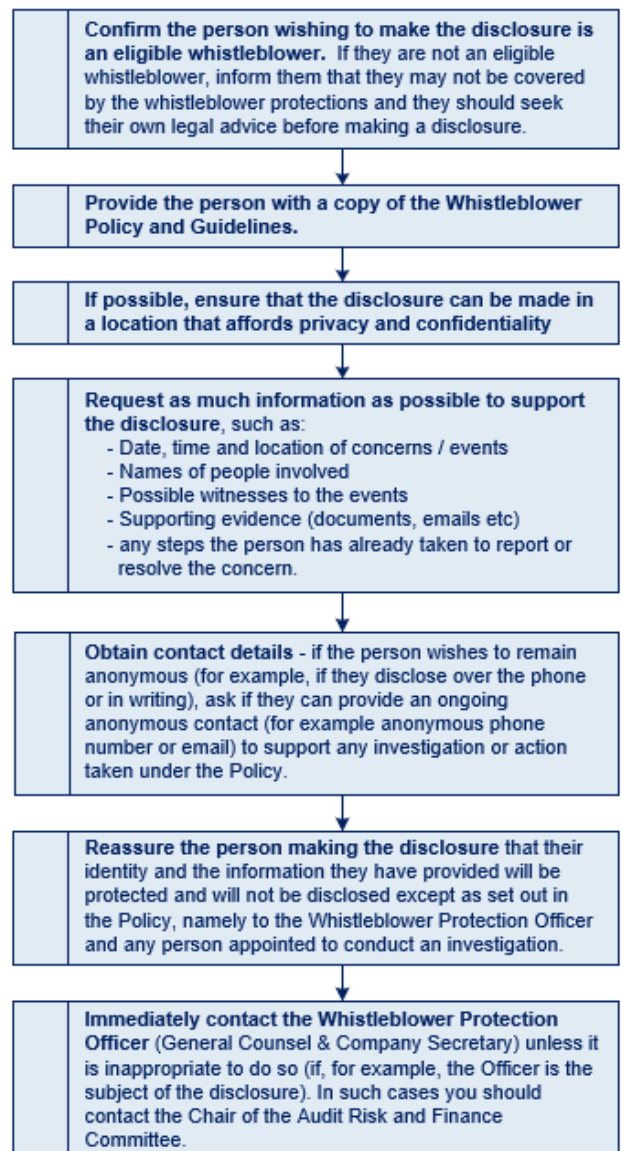 Confirm the person wishing to make the disclosure is
an eligible whistleblower. If they are not an eligible
whistleblower, inform them that they may not be covered
by the whistleblower protections and they should seek
their own legal advice before making a disclosure.
Provide the person with a copy of the Whistleblower
Policy and Guidelines.
If possible, ensure that the disclosure can be made in
a location that affords privacy and confidentiality
Request as much information as possible to support
the disclosure, such as:
- Date, time and location of concerns / events
- Names of people involved
- Possible witnesses to the events
- Supporting evidence (documents, emails etc)
- any steps the person has already taken to report or
resolve the concern.
Obtain contact details - if the person wishes to remain
anonymous (for example, if they disclose over the phone
or in writing), ask if they can provide an ongoing
anonymous contact (for example anonymous phone
number or email) to support any investigation or action
taken under the Policy.
Reassure the person making the disclosure that their
identity and the information they have provided will be
protected and will not be disclosed except as set out in
the Policy, namely to the Whistleblower Protection Officer
and any person appointed to conduct an investigation.
Immediately contact the Whistleblower Protection
Officer (General Counsel & Company Secretary) unless it
is inappropriate to do so (if, for example, the Officer is the
subject of the disclosure). In such cases you should
contact the Chair of the Audit Risk and Finance
Committee.